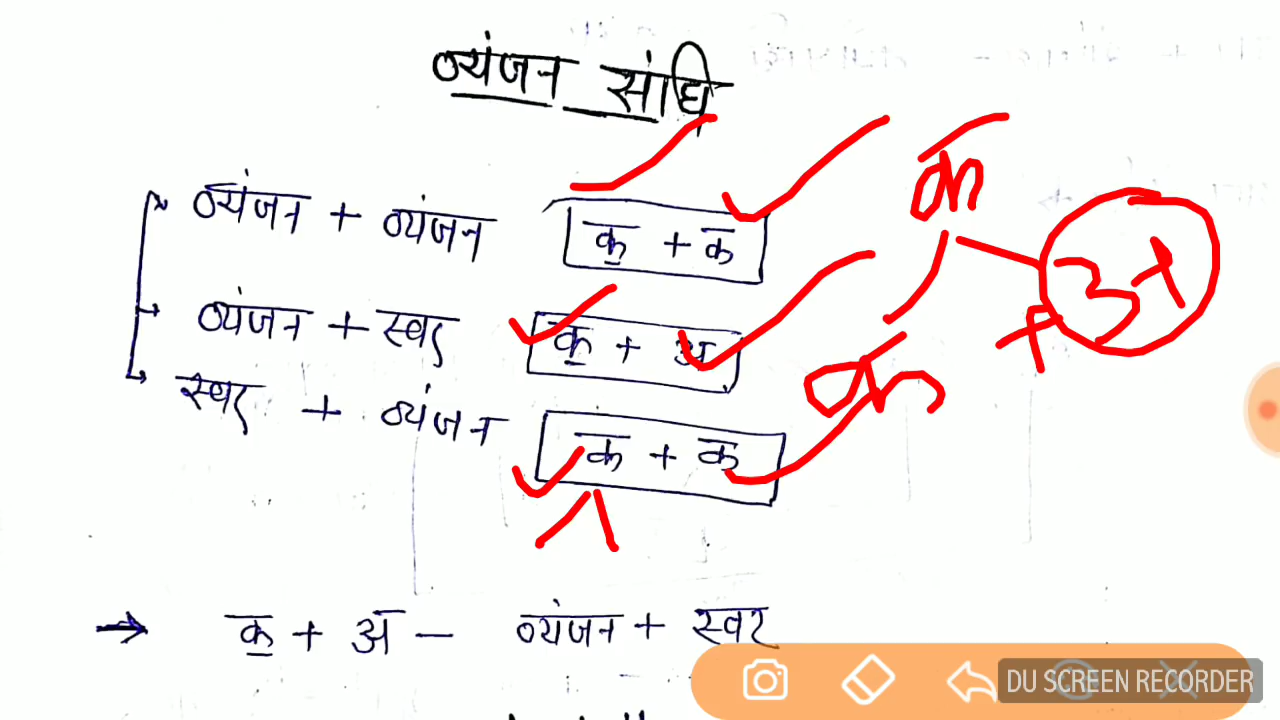 व्यंजन संधि
व्यंजन + व्यंजन क् + क
व्यंजन + स्वर क् + अ
स्वर + व्यंजन क + क
क
क + अ
→ क् + अ — व्यंजन + स्वर
DU SCREEN RECORDER